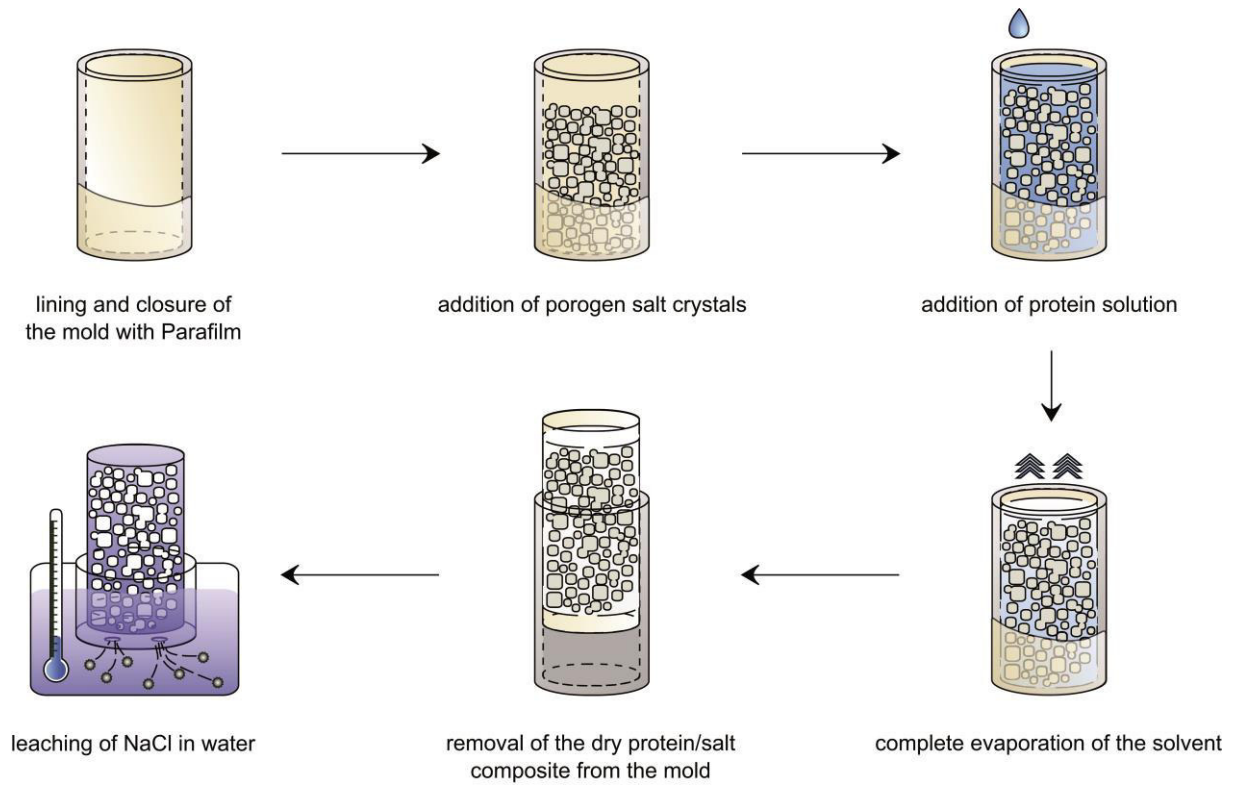 lining and closure of
the mold with Parafilm
addition of porogen salt crystals
addition of protein solution
complete evaporation of the solvent
removal of the dry protein/salt
composite from the mold
leaching of NaCl in water